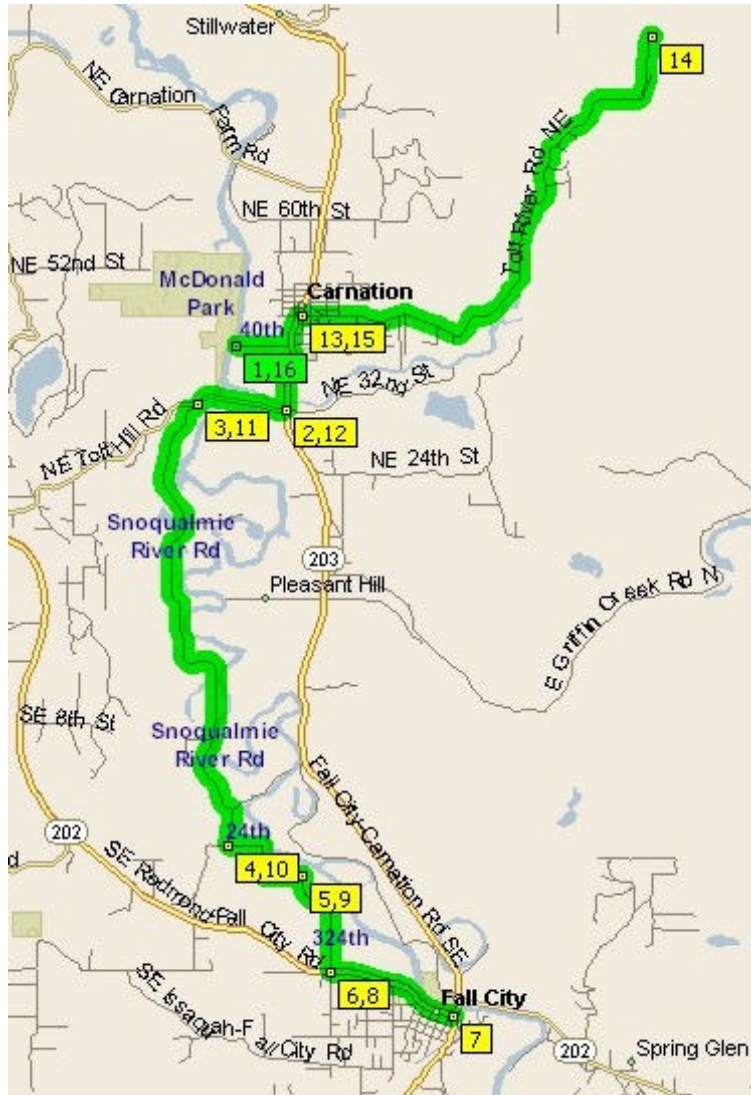 Stillwater
14
NE Carnation
Farm Rd
Tolt River Rd NE
NE 60th St
NE 52nd St
McDonald
Park
Carnation
40th
13,15
1,16
NE 32nd St
3,11
2,12
NE Tolt Hill Rd
NE 24th St
Snoqualmie
River Rd
203
Pleasant Hill
E Griffin Creek Rd N
SE 8th St
Snoqualmie
River Rd
Fall City Carnation Rd SE
202
24th
d
4,10
SE Redmond-Fall City Rd
5,9
324th
6,8
Fall City
SE Issaquah-Fall City Rd
7
202
Spring Glen